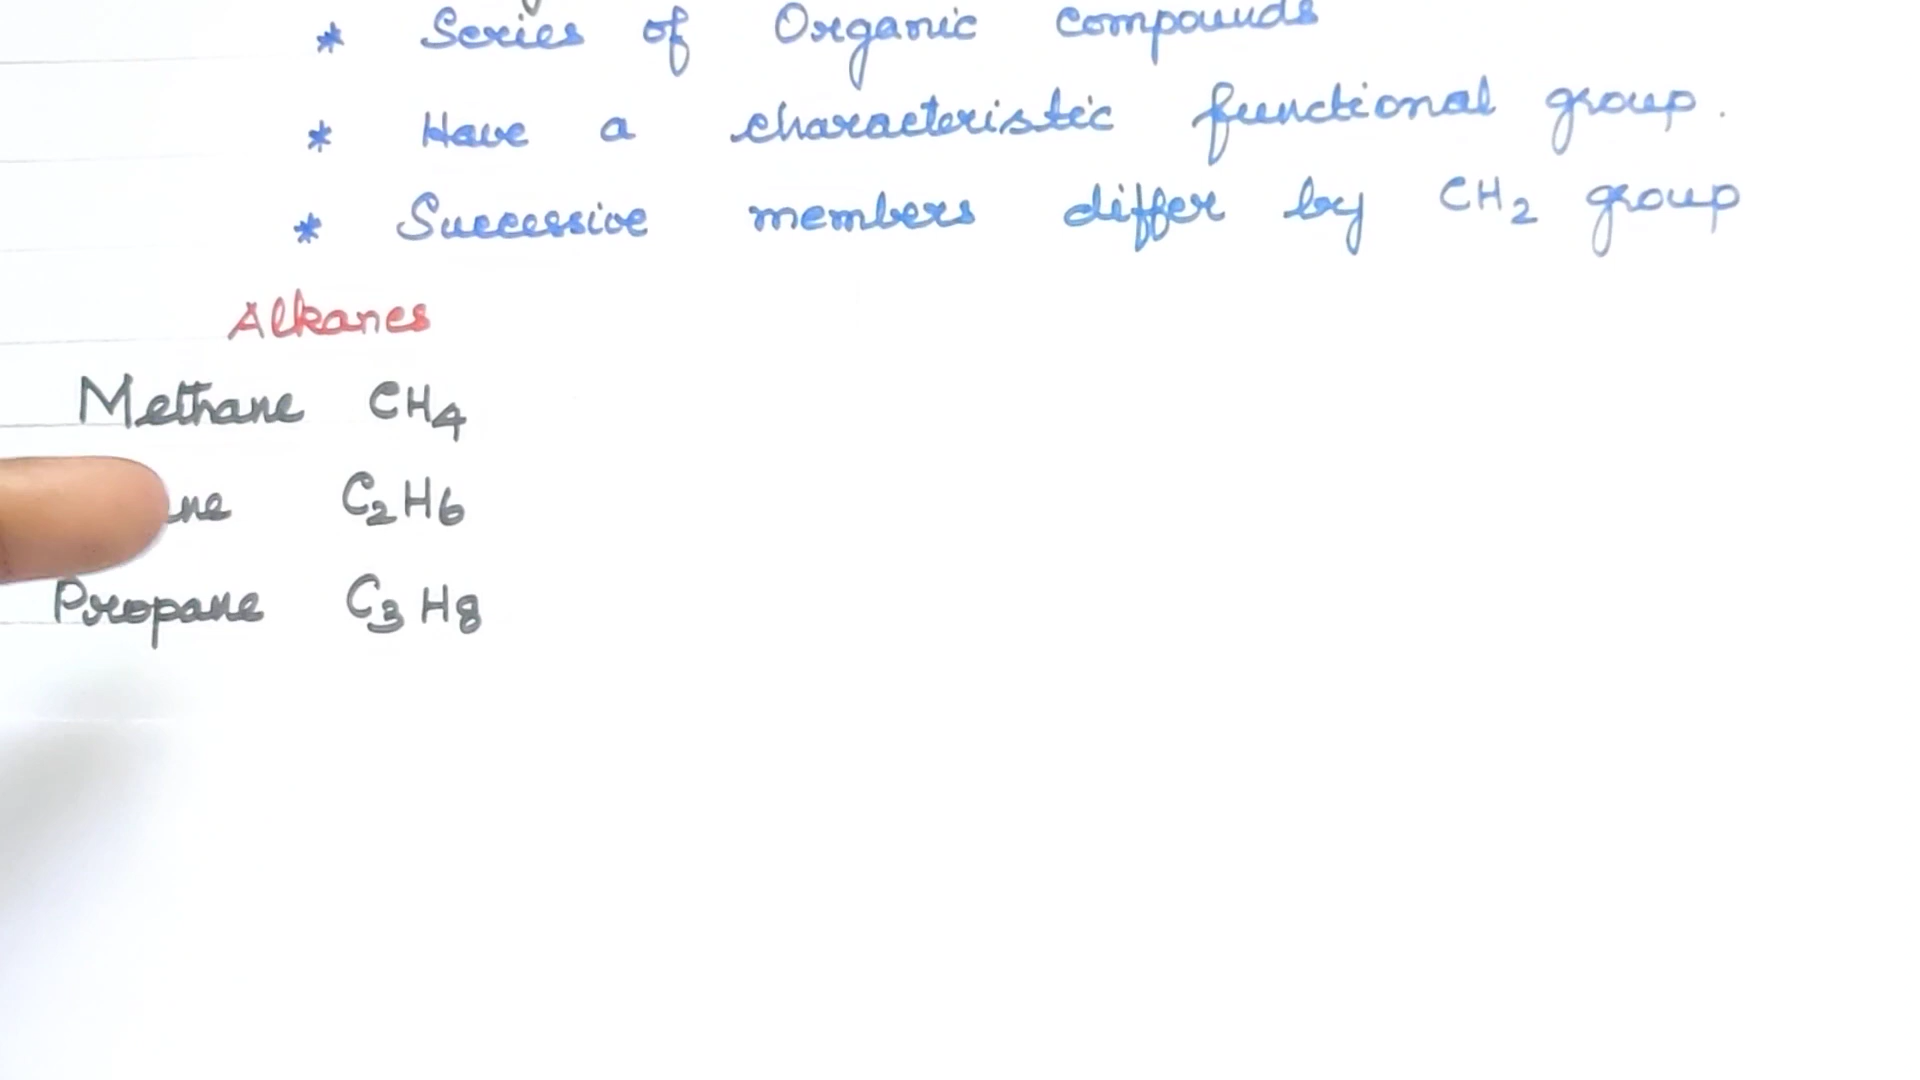 * Series of Organic compounds
* Have a characteristic functional group.
* Successive members differ by CH₂ group
Alkanes
Methane CH₄
ne C₂H₆
Propane C₃H₈